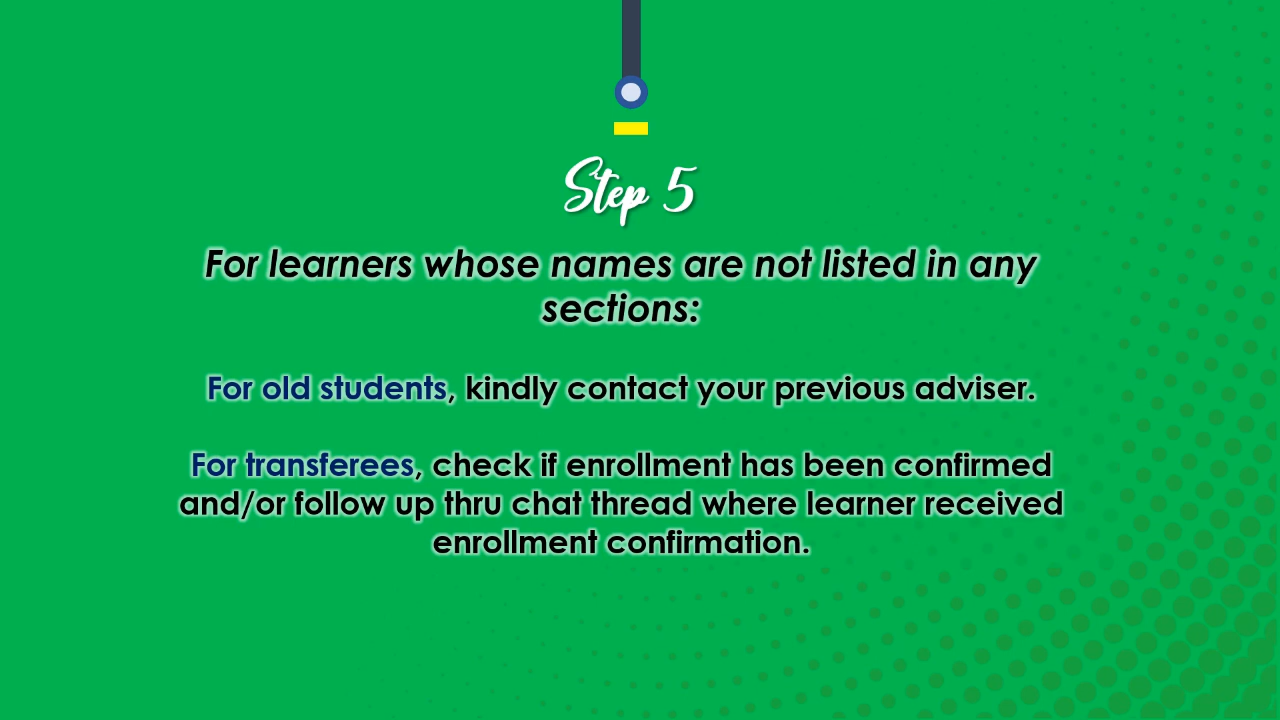 Step 5
For learners whose names are not listed in any
sections:
For old students, kindly contact your previous adviser.
For transferees, check if enrollment has been confirmed
and/or follow up thru chat thread where learner received
enrollment confirmation.